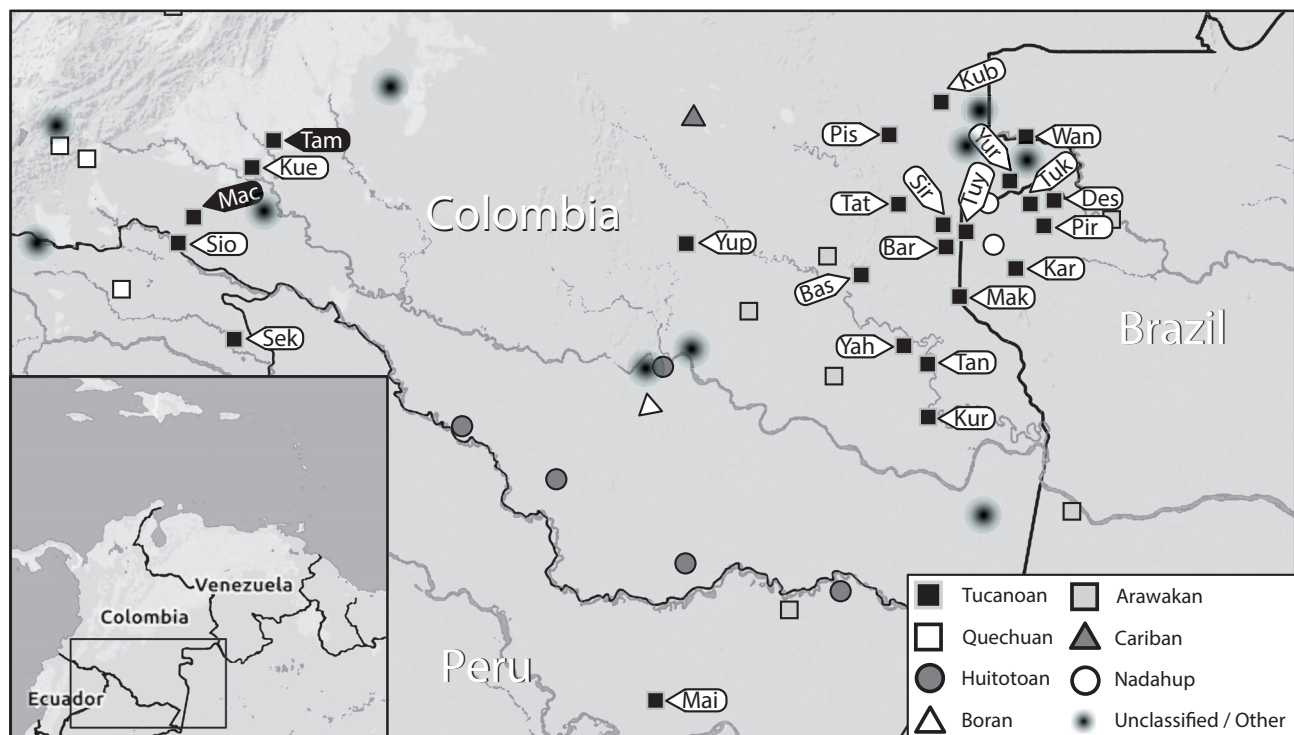 Kub
Pis
Wan
Yur
Tam
Kue
Tuk
Mac
Sir
Tuy
Tat
Des
Colombia
Pir
Sio
Yup
Bar
Kar
Bas
Mak
Brazil
Sek
Yah
Tan
Kur
Venezuela
Colombia
Ecuador
Peru
Mai
Tucanoan
Arawakan
Quechuan
Cariban
Huitotoan
Nadahup
Boran
Unclassified / Other